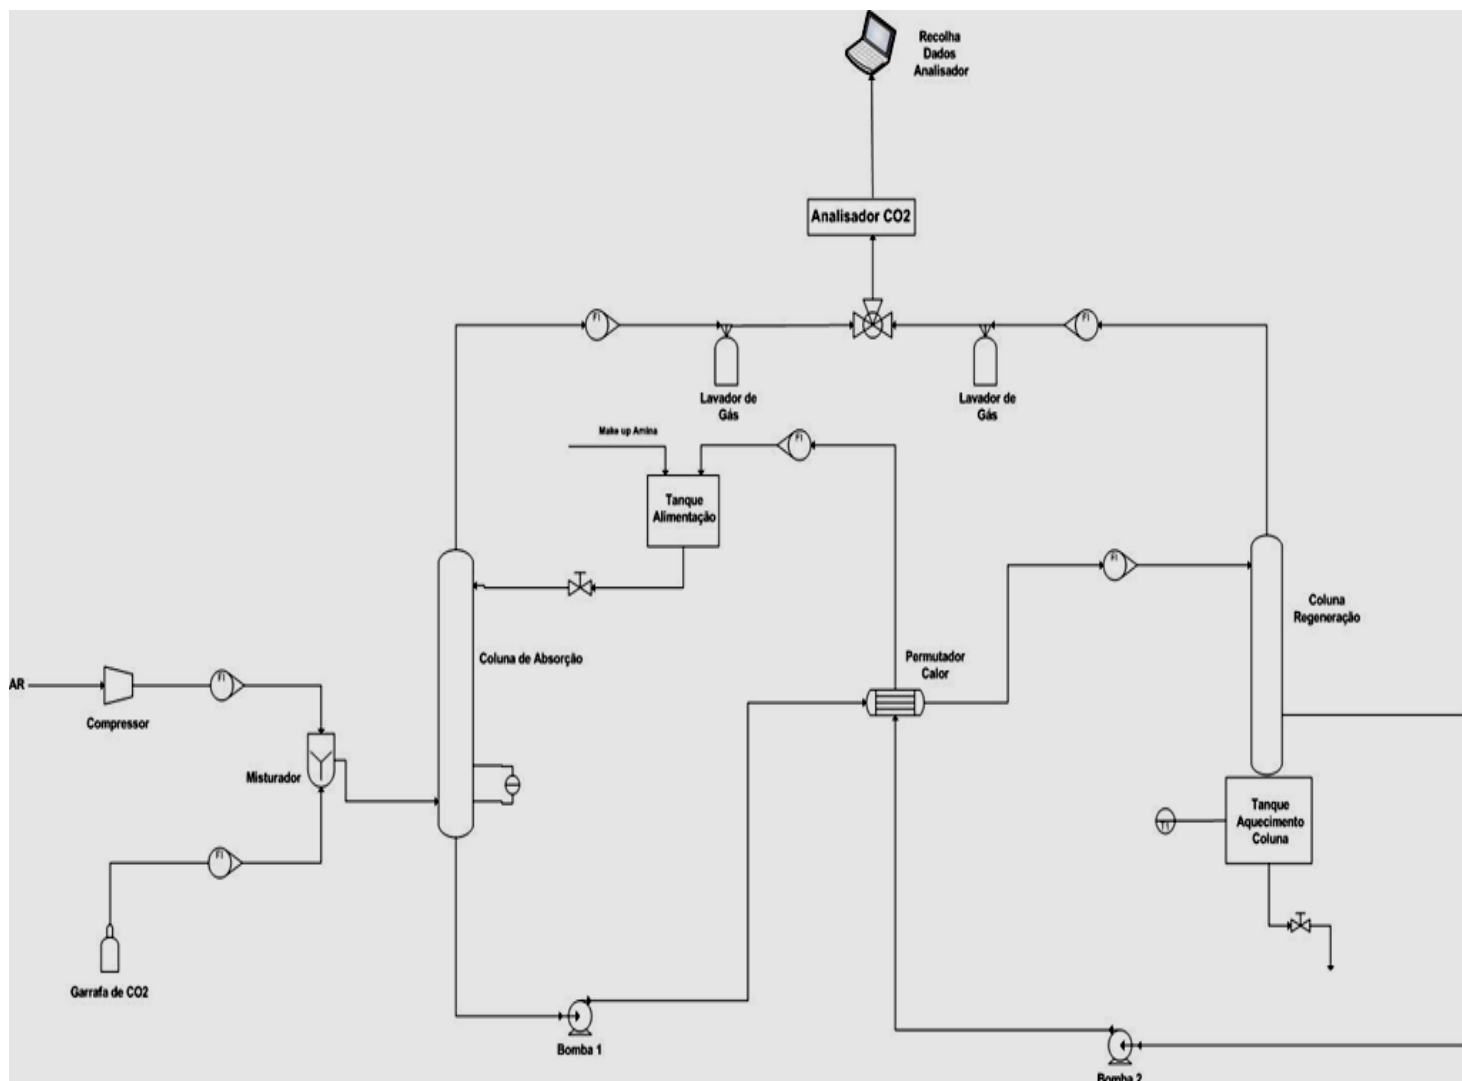 Recolha
Dados
Analisador
Analisador CO2
FI
FI
Lavador de
Gás
Lavador de
Gás
Make up Amina
FI
Tanque
Alimentação
FI
Coluna
Regeneração
Coluna de Absorção
Permutador
Calor
AR
FI
Compressor
Misturador
Tanque
Aquecimento
Coluna
TI
FI
Garrafa de CO2
Bomba 1
Bomba 2